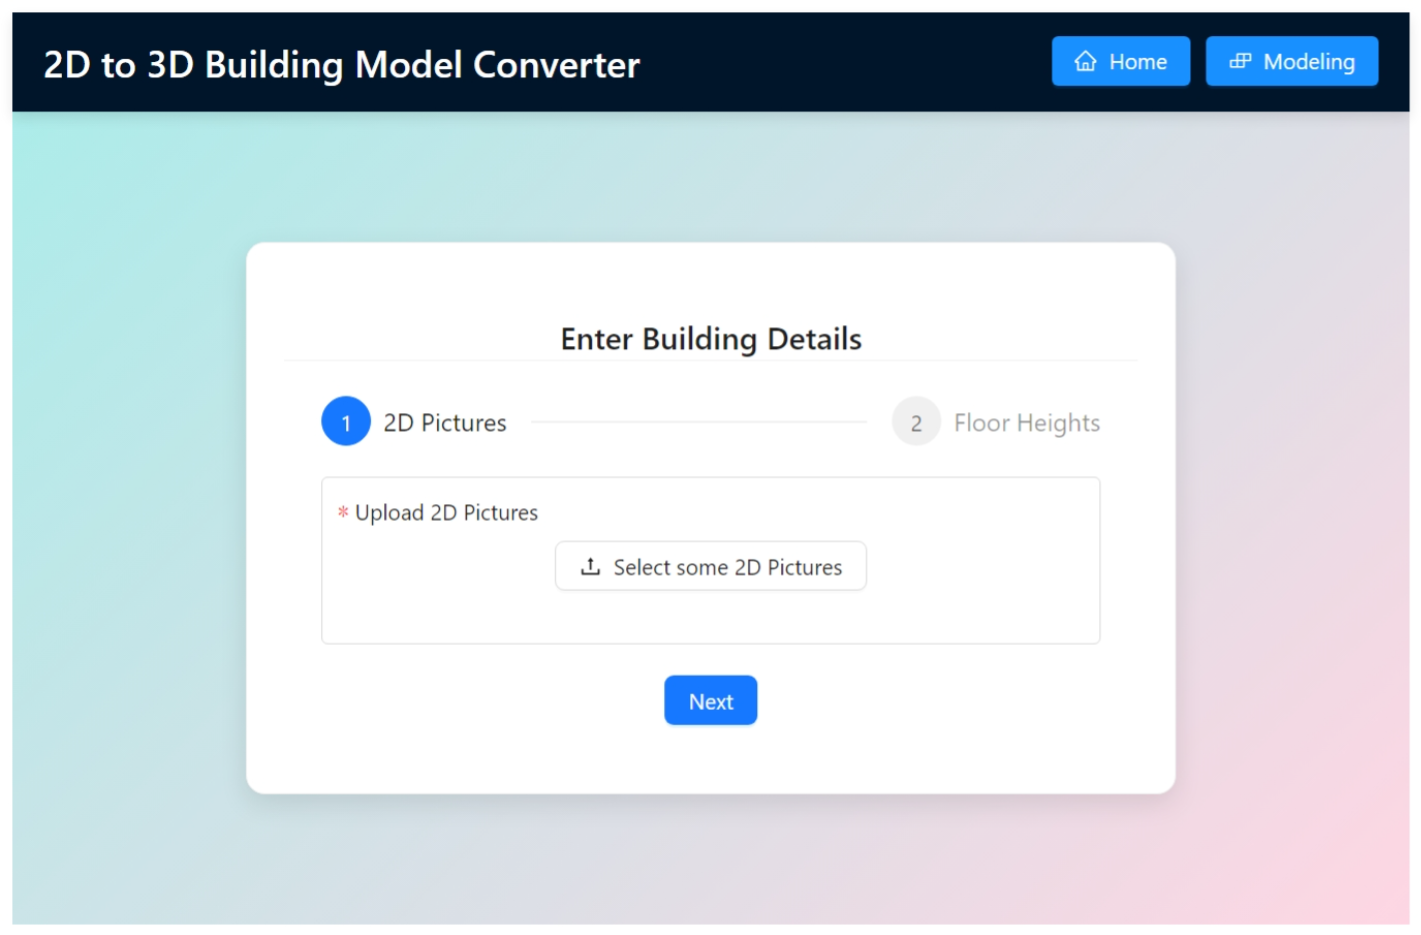 2D to 3D Building Model Converter
Home
Modeling
Enter Building Details
1 2D Pictures
2 Floor Heights
* Upload 2D Pictures
Select some 2D Pictures
Next